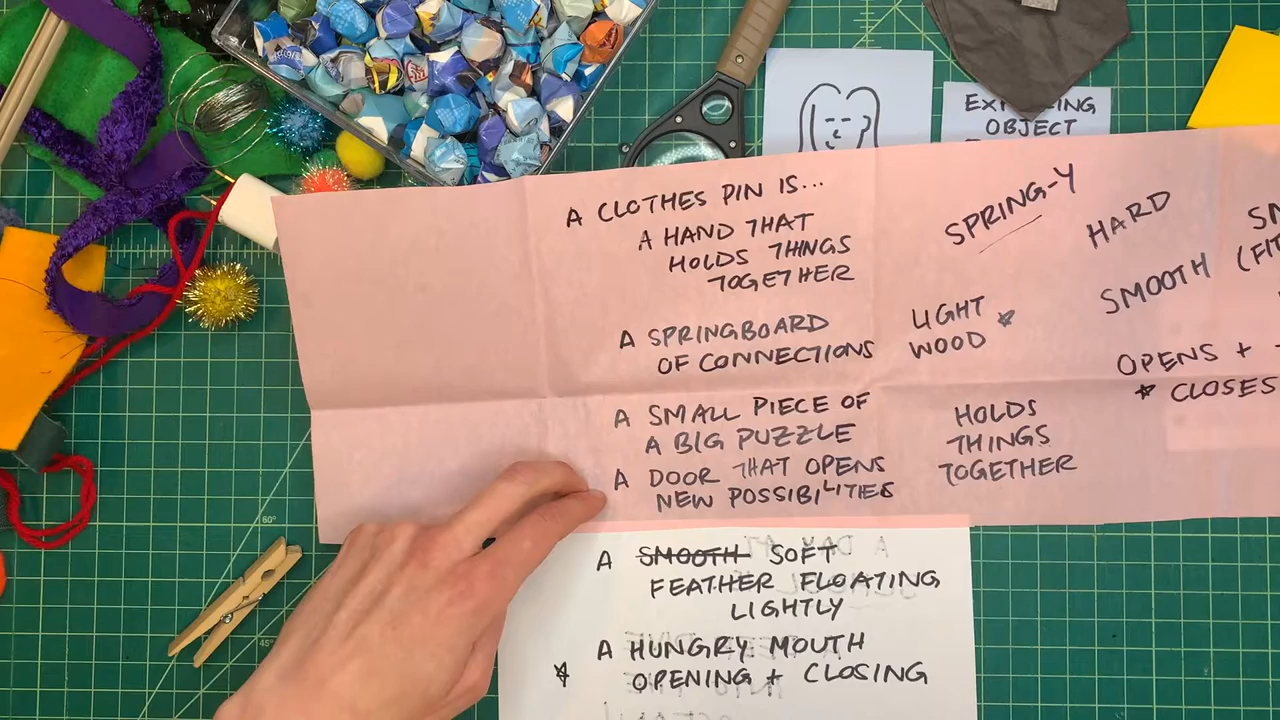 EXPLORING
OBJECT
A CLOTHES PIN IS...
A HAND THAT
HOLDS THINGS
TOGETHER
A SPRINGBOARD
OF CONNECTIONS
A SMALL PIECE OF
A BIG PUZZLE
A DOOR THAT OPENS
NEW POSSIBILITIES
SPRING-Y
HARD
LIGHT
WOOD
SMOOTH
OPENS +
CLOSES
HOLDS
THINGS
TOGETHER
A SMOOTH SOFT
FEATHER FLOATING
LIGHTLY
A HUNGRY MOUTH
OPENING + CLOSING
60°
45°